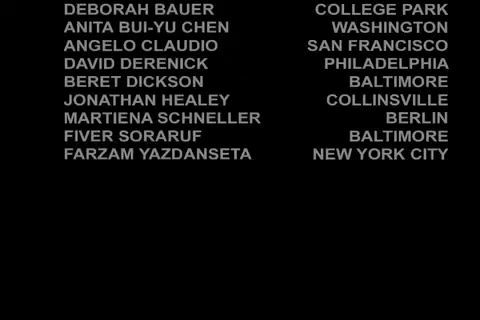 DEBORAH BAUER COLLEGE PARK
ANITA BUI-YU CHEN WASHINGTON
ANGELO CLAUDIO SAN FRANCISCO
DAVID DERENICK PHILADELPHIA
BERET DICKSON BALTIMORE
JONATHAN HEALEY COLLINSVILLE
MARTIENA SCHNELLER BERLIN
FIVER SORARUF BALTIMORE
FARZAM YAZDANSETA NEW YORK CITY